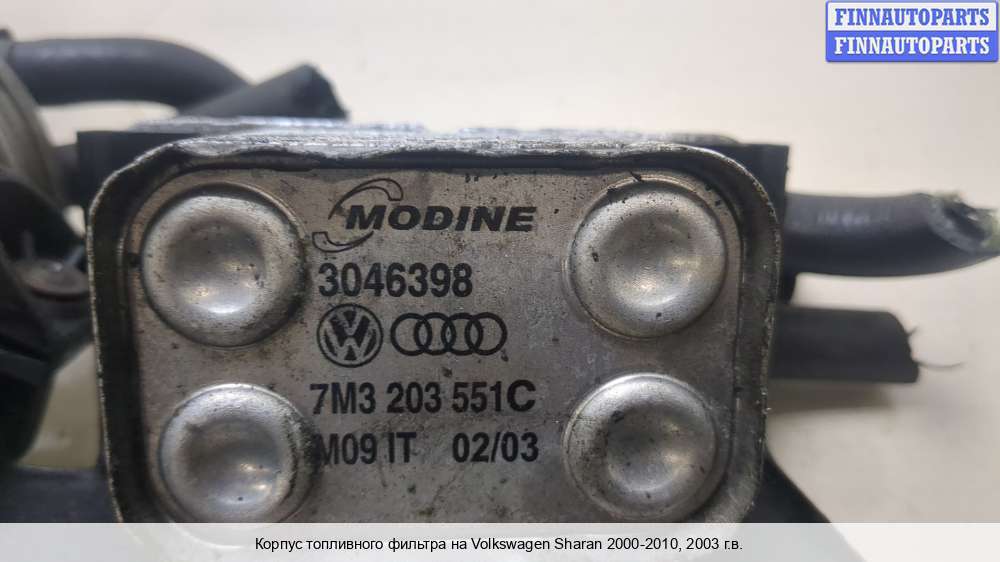 FINNAUTOPARTS
FINNAUTOPARTS
MODINE
3046398
7M3 203 551C
M09 IT 02/03
Корпус топливного фильтра на Volkswagen Sharan 2000-2010, 2003 г.в.